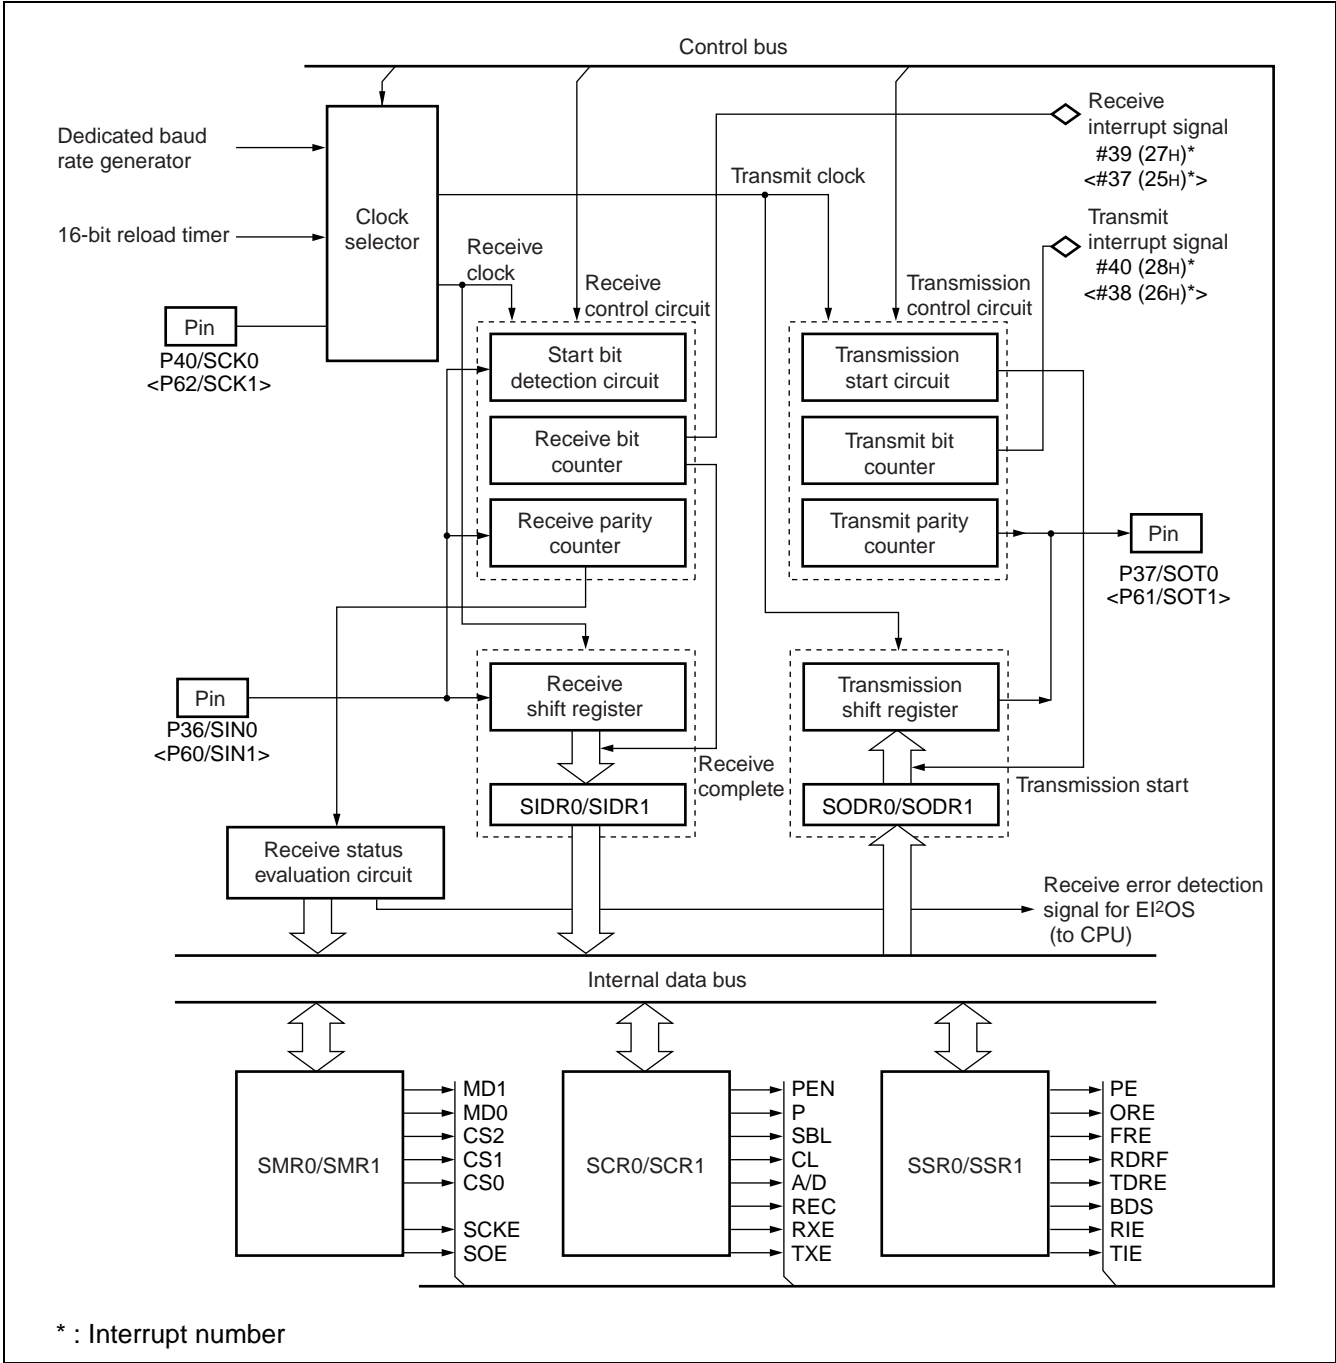 Control bus
Dedicated baud
rate generator
16-bit reload timer
Pin
P40/SCK0
<P62/SCK1>
Clock
selector
Receive
clock
Transmit clock
Receive
control circuit
Transmission
control circuit
Receive
interrupt signal
#39 (27H)*
<#37 (25H)*>
Transmit
interrupt signal
#40 (28H)*
<#38 (26H)*>
Start bit
detection circuit
Receive bit
counter
Receive parity
counter
Transmission
start circuit
Transmit bit
counter
Transmit parity
counter
Pin
P37/SOT0
<P61/SOT1>
Pin
P36/SIN0
<P60/SIN1>
Receive
shift register
Receive
complete
SIDR0/SIDR1
Transmission
shift register
Transmission start
SODR0/SODR1
Receive status
evaluation circuit
Receive error detection
signal for EI²OS
(to CPU)
Internal data bus
SMR0/SMR1
MD1
MD0
CS2
CS1
CS0
SCKE
SOE
SCR0/SCR1
PEN
P
SBL
CL
A/D
REC
RXE
TXE
SSR0/SSR1
PE
ORE
FRE
RDRF
TDRE
BDS
RIE
TIE
* : Interrupt number